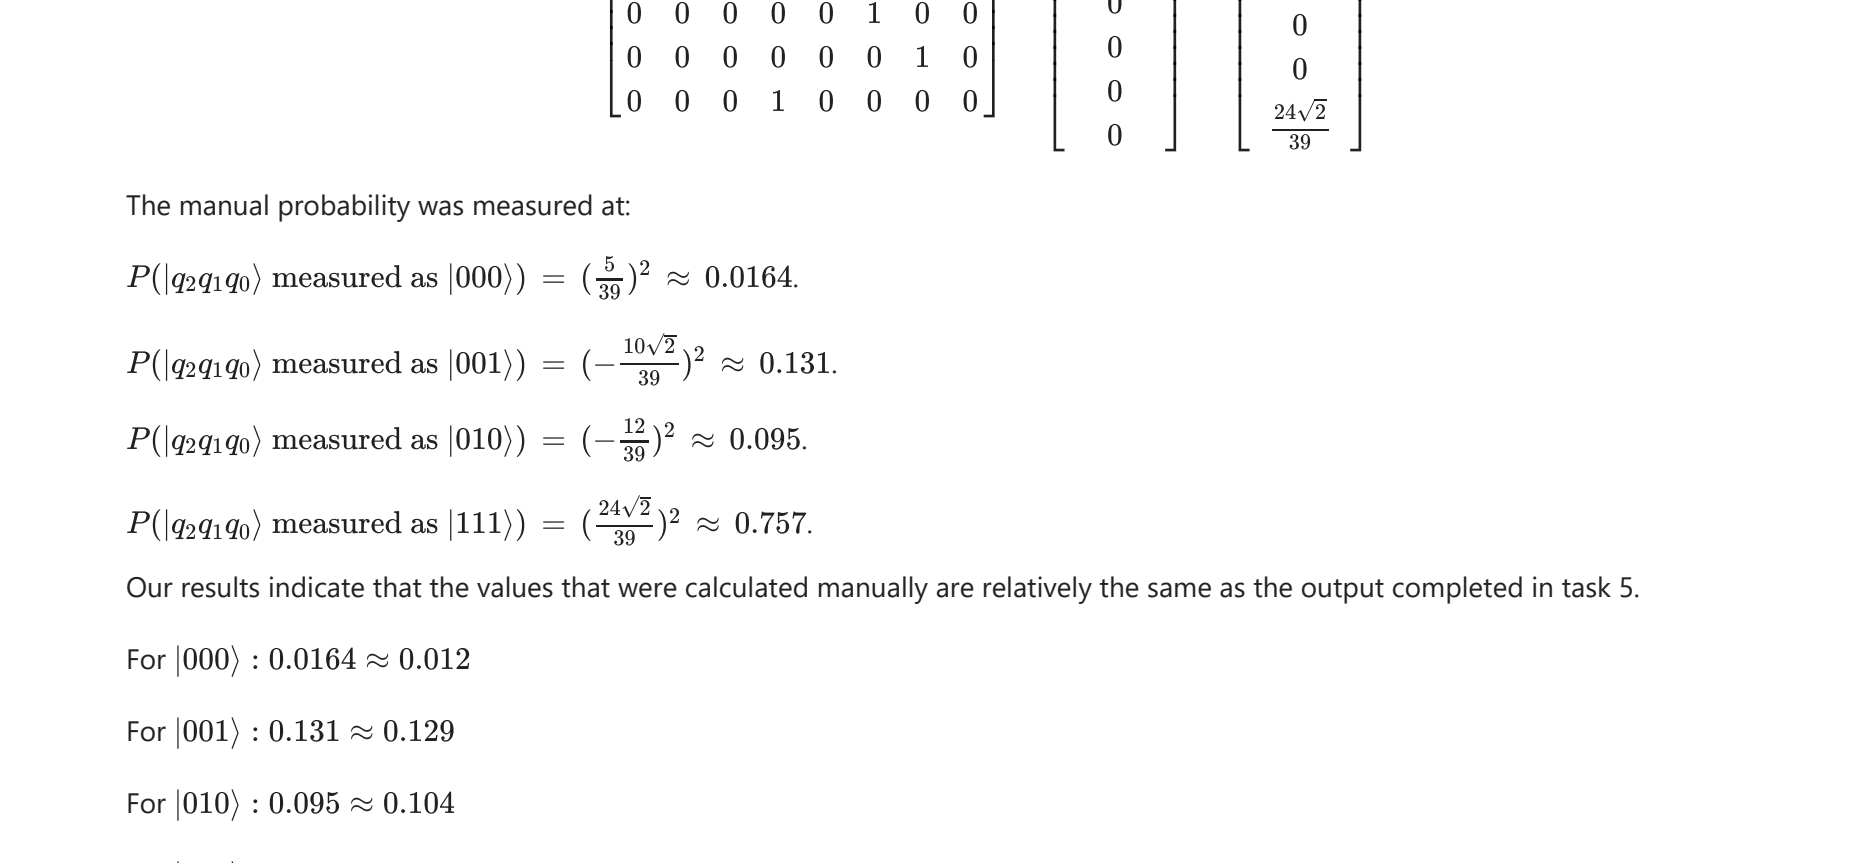 0 0 0 0 0 1 0 0
0 0 0 0 0 0 1 0
0 0 0 1 0 0 0 0
0
0
0
0
0
0
24√2/39
The manual probability was measured at:
P(|q₂q₁q₀⟩ measured as |000⟩) = (5/39)² ≈ 0.0164.
P(|q₂q₁q₀⟩ measured as |001⟩) = (−10√2/39)² ≈ 0.131.
P(|q₂q₁q₀⟩ measured as |010⟩) = (−12/39)² ≈ 0.095.
P(|q₂q₁q₀⟩ measured as |111⟩) = (24√2/39)² ≈ 0.757.
Our results indicate that the values that were calculated manually are relatively the same as the output completed in task 5.
For |000⟩ : 0.0164 ≈ 0.012
For |001⟩ : 0.131 ≈ 0.129
For |010⟩ : 0.095 ≈ 0.104